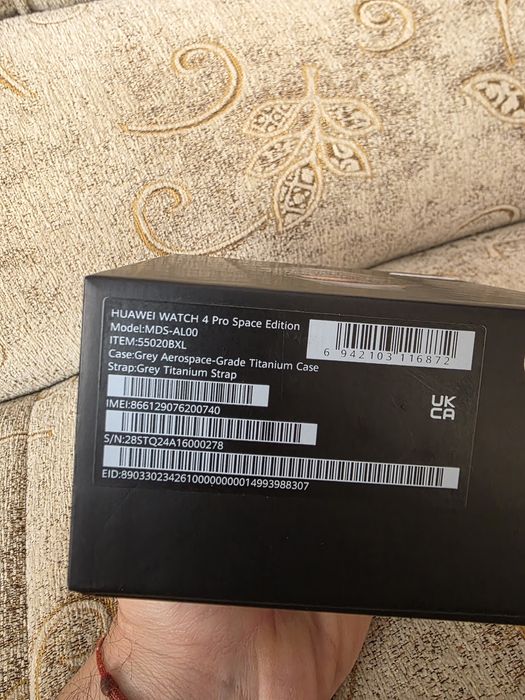 HUAWEI WATCH 4 Pro Space Edition
Model:MDS-AL00
ITEM:55020BXL
Case:Grey Aerospace-Grade Titanium Case
Strap:Grey Titanium Strap
6 942103 116872
IMEI:866129076200740
S/N:28STQ24A16000278
EID:89033023426100000000014993988307
UK
CA